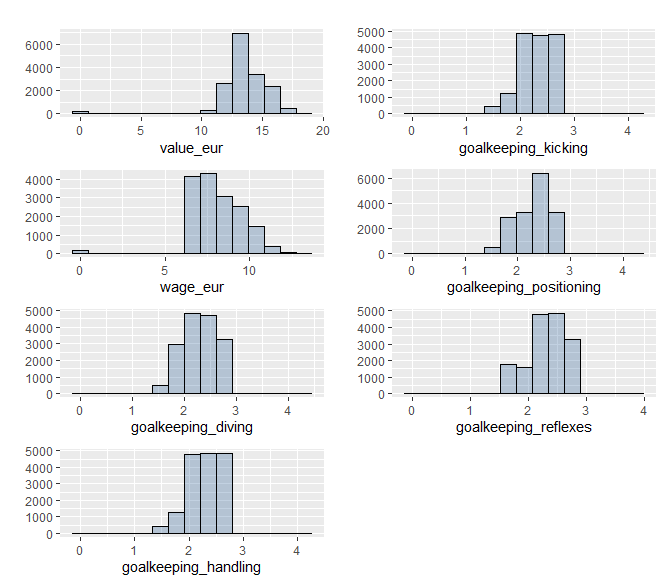 6000
4000
2000
0
0 5 10 15 20
value_eur
5000
4000
3000
2000
1000
0
0 1 2 3 4
goalkeeping_kicking
4000
3000
2000
1000
0
0 5 10
wage_eur
6000
4000
2000
0
0 1 2 3 4
goalkeeping_positioning
5000
4000
3000
2000
1000
0
0 1 2 3 4
goalkeeping_diving
5000
4000
3000
2000
1000
0
0 1 2 3 4
goalkeeping_reflexes
5000
4000
3000
2000
1000
0
0 1 2 3 4
goalkeeping_handling